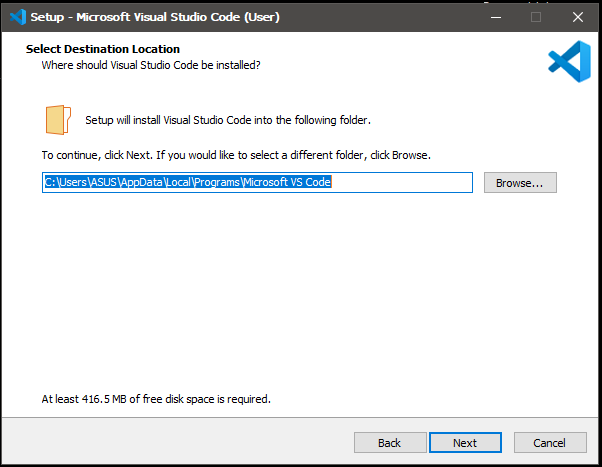 Setup - Microsoft Visual Studio Code (User)
Select Destination Location
Where should Visual Studio Code be installed?
Setup will install Visual Studio Code into the following folder.
To continue, click Next. If you would like to select a different folder, click Browse.
C:\Users\ASUS\AppData\Local\Programs\Microsoft VS Code
Browse...
At least 416.5 MB of free disk space is required.
Back
Next
Cancel